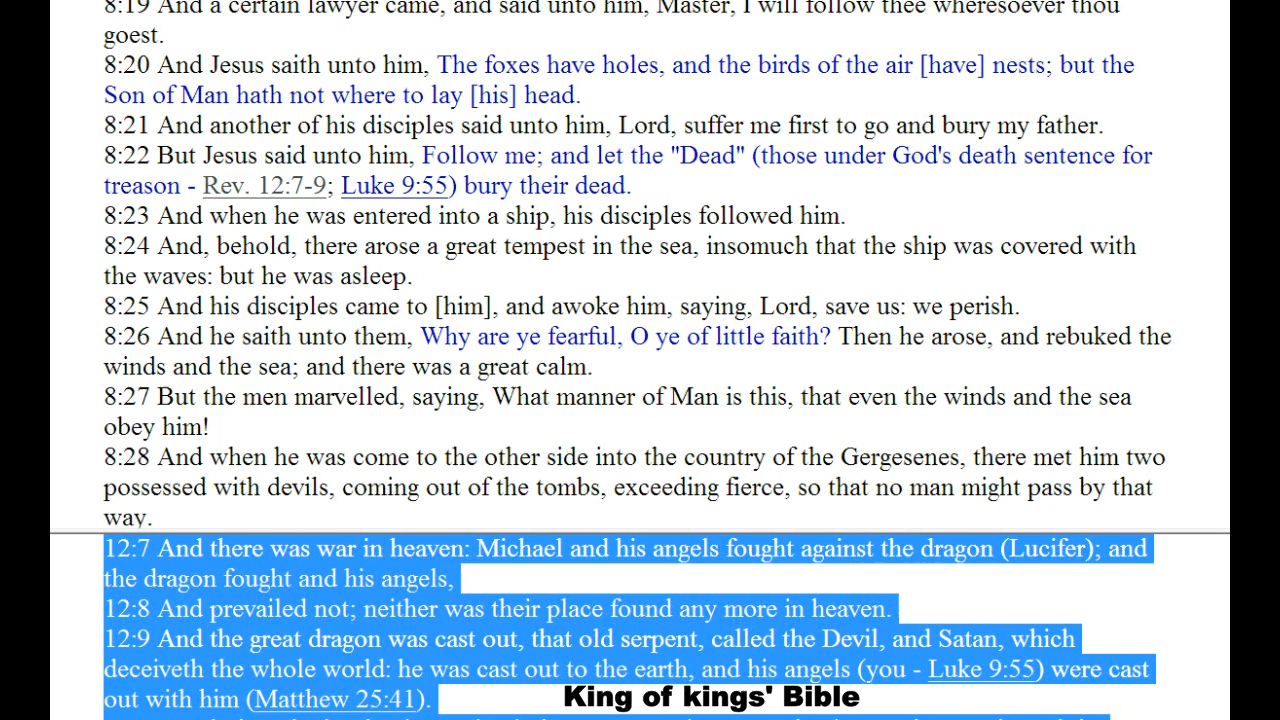 8:19 And a certain lawyer came, and said unto him, Master, I will follow thee wheresoever thou
goest.
8:20 And Jesus saith unto him, The foxes have holes, and the birds of the air [have] nests; but the
Son of Man hath not where to lay [his] head.
8:21 And another of his disciples said unto him, Lord, suffer me first to go and bury my father.
8:22 But Jesus said unto him, Follow me; and let the "Dead" (those under God's death sentence for
treason - Rev. 12:7-9; Luke 9:55) bury their dead.
8:23 And when he was entered into a ship, his disciples followed him.
8:24 And, behold, there arose a great tempest in the sea, insomuch that the ship was covered with
the waves: but he was asleep.
8:25 And his disciples came to [him], and awoke him, saying, Lord, save us: we perish.
8:26 And he saith unto them, Why are ye fearful, O ye of little faith? Then he arose, and rebuked the
winds and the sea; and there was a great calm.
8:27 But the men marvelled, saying, What manner of Man is this, that even the winds and the sea
obey him!
8:28 And when he was come to the other side into the country of the Gergesenes, there met him two
possessed with devils, coming out of the tombs, exceeding fierce, so that no man might pass by that
way.
12:7 And there was war in heaven: Michael and his angels fought against the dragon (Lucifer); and
the dragon fought and his angels,
12:8 And prevailed not; neither was their place found any more in heaven.
12:9 And the great dragon was cast out, that old serpent, called the Devil, and Satan, which
deceiveth the whole world: he was cast out to the earth, and his angels (you - Luke 9:55) were cast
out with him (Matthew 25:41).
King of kings' Bible